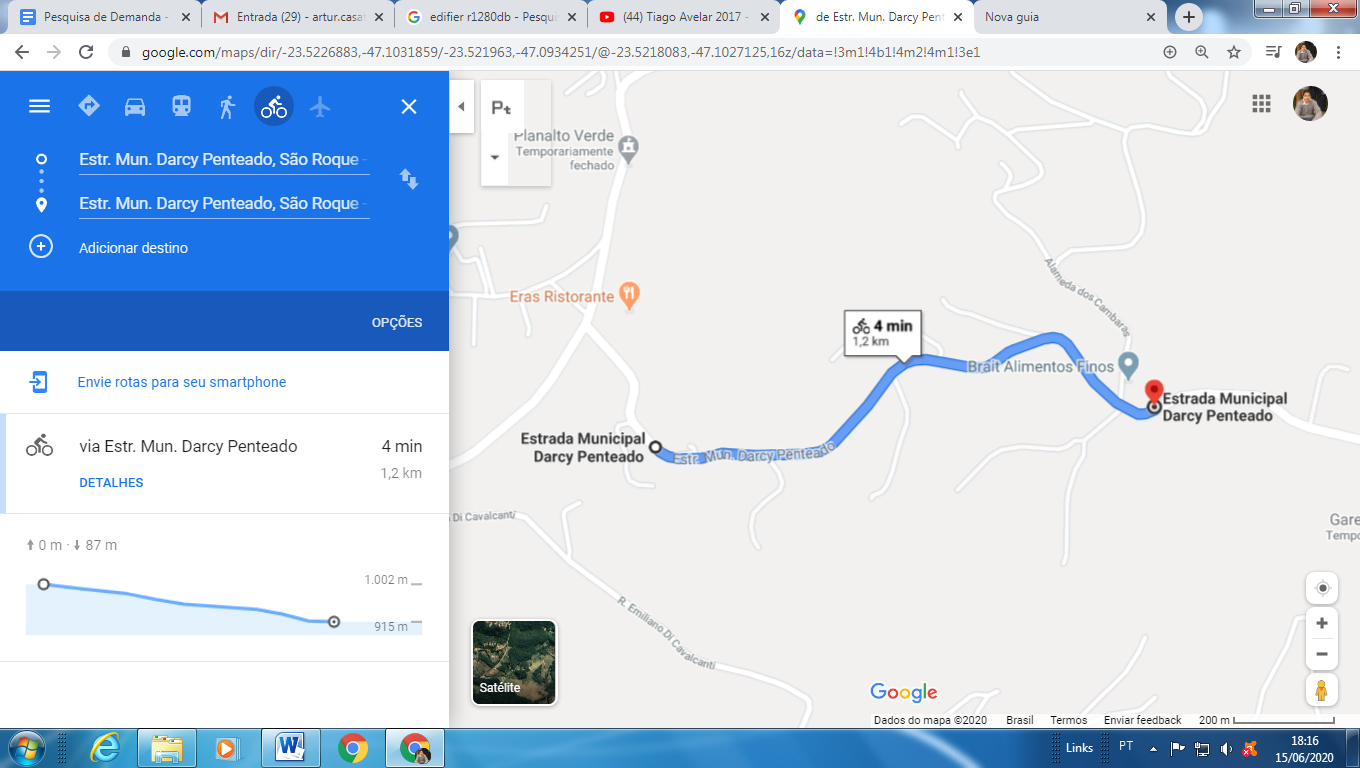 Pesquisa de Demanda -
Entrada (29) - artur.casat
edifier r1280db - Pesqui
(44) Tiago Avelar 2017 -
de Estr. Mun. Darcy Pent
Nova guia
google.com/maps/dir/-23.5226883,-47.1031859/-23.521963,-47.0934251/@-23.5218083,-47.1027125,16z/data=!3m1!4b1!4m2!4m1!3e1
Estr. Mun. Darcy Penteado, São Roque -
Estr. Mun. Darcy Penteado, São Roque -
Adicionar destino
OPÇÕES
Envie rotas para seu smartphone
via Estr. Mun. Darcy Penteado
4 min
1,2 km
DETALHES
0 m · 87 m
1.002 m
915 m
Pt
Planalto Verde
Temporariamente
fechado
Eras Ristorante
Alameda dos Cambarás
4 min
1,2 km
Brait Alimentos Finos
Estrada Municipal
Darcy Penteado
Estrada Municipal
Darcy Penteado
Estr. Mun. Darcy Penteado
Di Cavalcanti
Gare
Tempo
R. Emiliano Di Cavalcanti
Satélite
Google
Dados do mapa ©2020 Brasil Termos Enviar feedback 200 m
Links
PT
18:16
15/06/2020